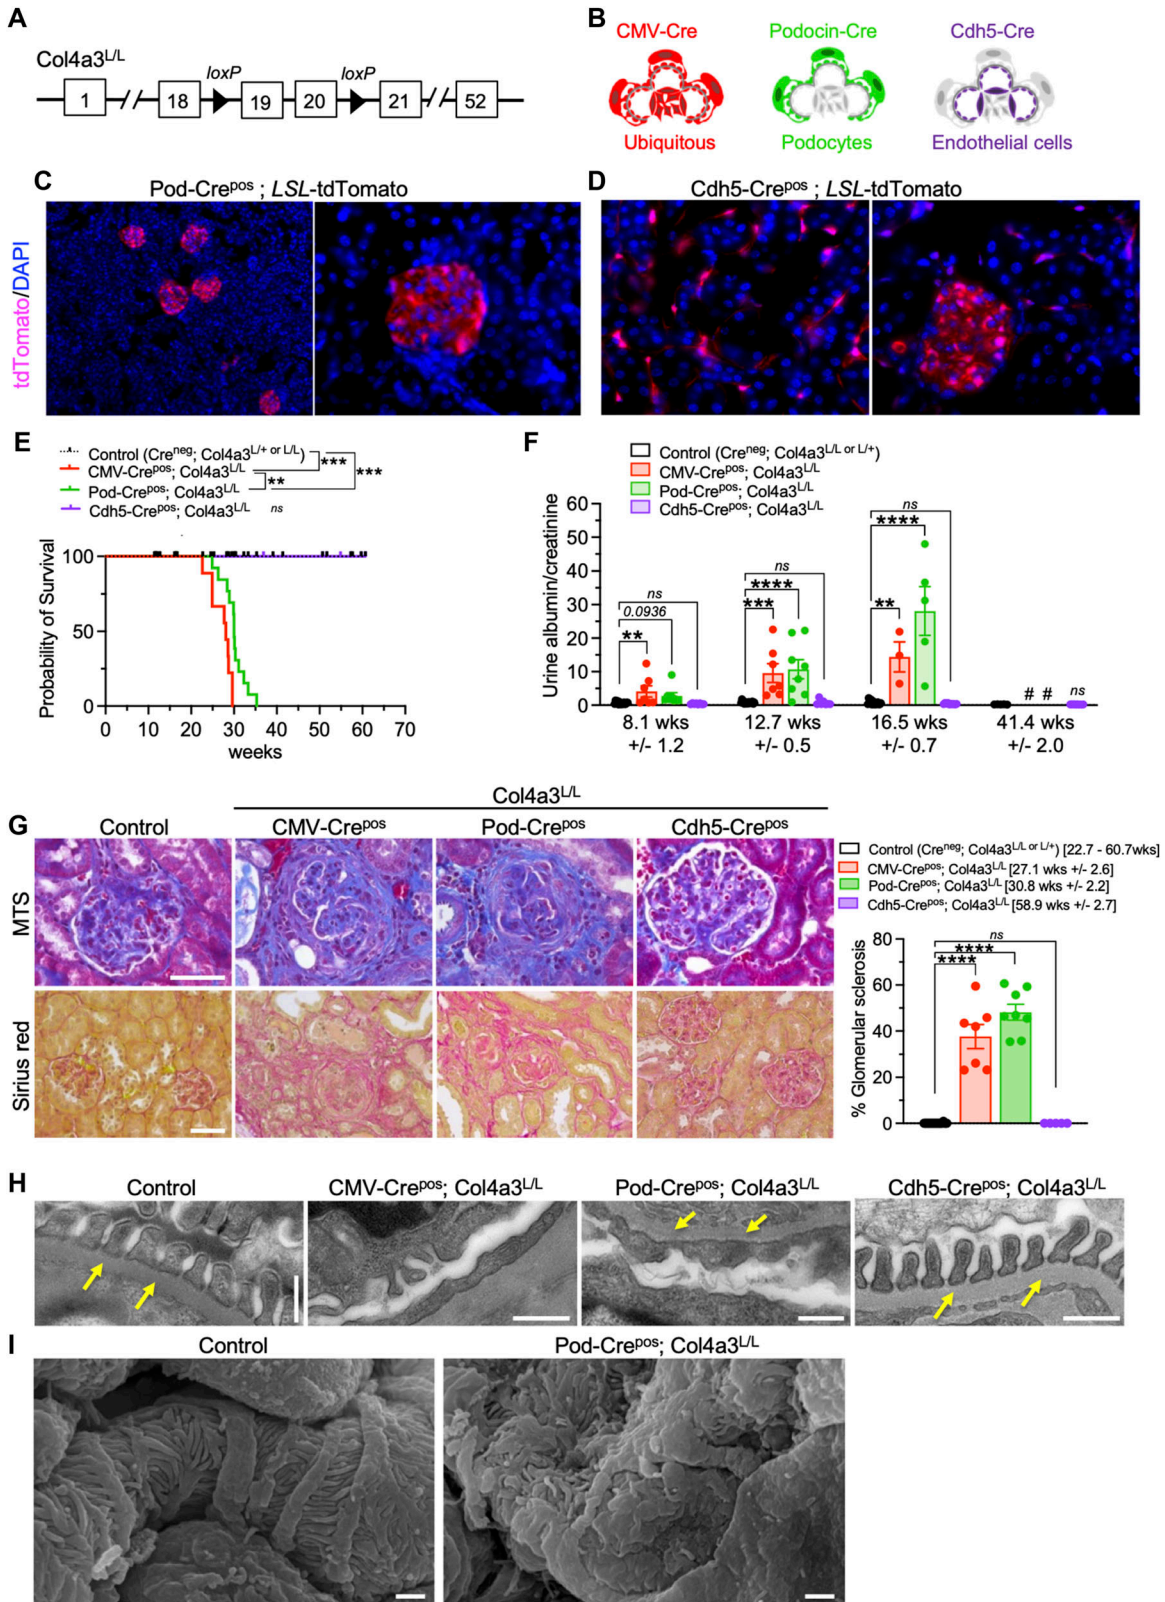 A
Col4a3L/L
loxP
loxP
1
18
19
20
21
52
B
CMV-Cre
Podocin-Cre
Cdh5-Cre
Ubiquitous
Podocytes
Endothelial cells
C
Pod-Crepos ; LSL-tdTomato
D
Cdh5-Crepos ; LSL-tdTomato
tdTomato/DAPI
E
Control (Creneg; Col4a3L/+ or L/L)
CMV-Crepos; Col4a3L/L
Pod-Crepos; Col4a3L/L
Cdh5-Crepos; Col4a3L/L
ns
***
**
***
Probability of Survival
100
50
0
0 10 20 30 40 50 60 70
weeks
F
Control (Creneg; Col4a3L/L or L/+)
CMV-Crepos; Col4a3L/L
Pod-Crepos; Col4a3L/L
Cdh5-Crepos; Col4a3L/L
Urine albumin/creatinine
60
50
40
30
20
10
0
ns
0.0936
**
ns
****
***
ns
****
**
# #
ns
8.1 wks 12.7 wks 16.5 wks 41.4 wks
+/- 1.2 +/- 0.5 +/- 0.7 +/- 2.0
Col4a3L/L
G
Control
CMV-Crepos
Pod-Crepos
Cdh5-Crepos
MTS
Sirius red
Control (Creneg; Col4a3L/L or L/+) [22.7 - 60.7wks]
CMV-Crepos; Col4a3L/L [27.1 wks +/- 2.6]
Pod-Crepos; Col4a3L/L [30.8 wks +/- 2.2]
Cdh5-Crepos; Col4a3L/L [58.9 wks +/- 2.7]
% Glomerular sclerosis
80
60
40
20
0
ns
****
****
H
Control
CMV-Crepos; Col4a3L/L
Pod-Crepos; Col4a3L/L
Cdh5-Crepos; Col4a3L/L
I
Control
Pod-Crepos; Col4a3L/L